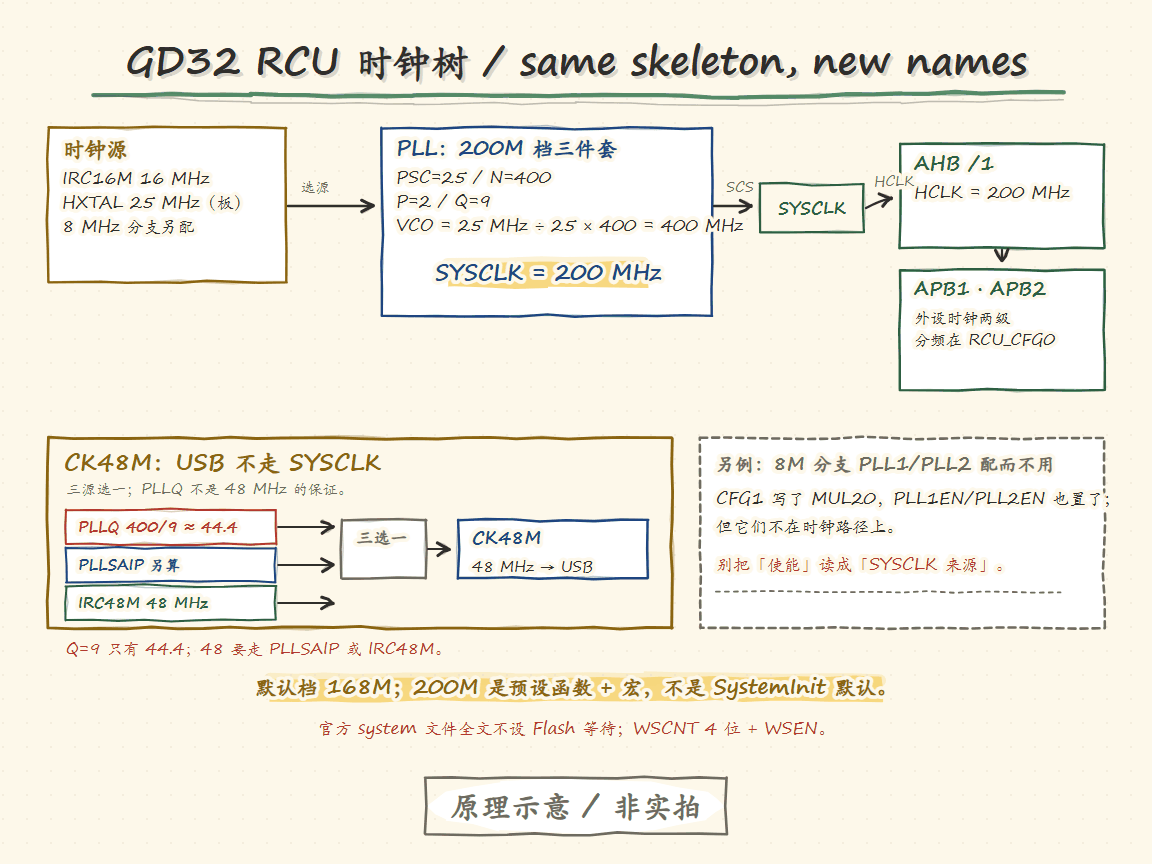 GD32 RCU 时钟树 / same skeleton, new names
时钟源
IRC16M 16 MHz
HXTAL 25 MHz（板）
8 MHz 分支另配
选源
PLL：200M 档三件套
PSC=25 / N=400
P=2 / Q=9
VCO = 25 MHz ÷ 25 × 400 = 400 MHz
SYSCLK = 200 MHz
SCS
SYSCLK
HCLK
AHB /1
HCLK = 200 MHz
APB1 · APB2
外设时钟两级
分频在 RCU_CFG0
CK48M：USB 不走 SYSCLK
三源选一；PLLQ 不是 48 MHz 的保证。
PLLQ 400/9 ≈ 44.4
PLLSAIP 另算
IRC48M 48 MHz
三选一
CK48M
48 MHz → USB
Q=9 只有 44.4；48 要走 PLLSAIP 或 IRC48M。
另例：8M 分支 PLL1/PLL2 配而不用
CFG1 写了 MUL20，PLL1EN/PLL2EN 也置了；
但它们不在时钟路径上。
别把「使能」读成「SYSCLK 来源」。
默认档 168M；200M 是预设函数 + 宏，不是 SystemInit 默认。
官方 system 文件全文不设 Flash 等待；WSCNT 4 位 + WSEN。
原理示意 / 非实拍